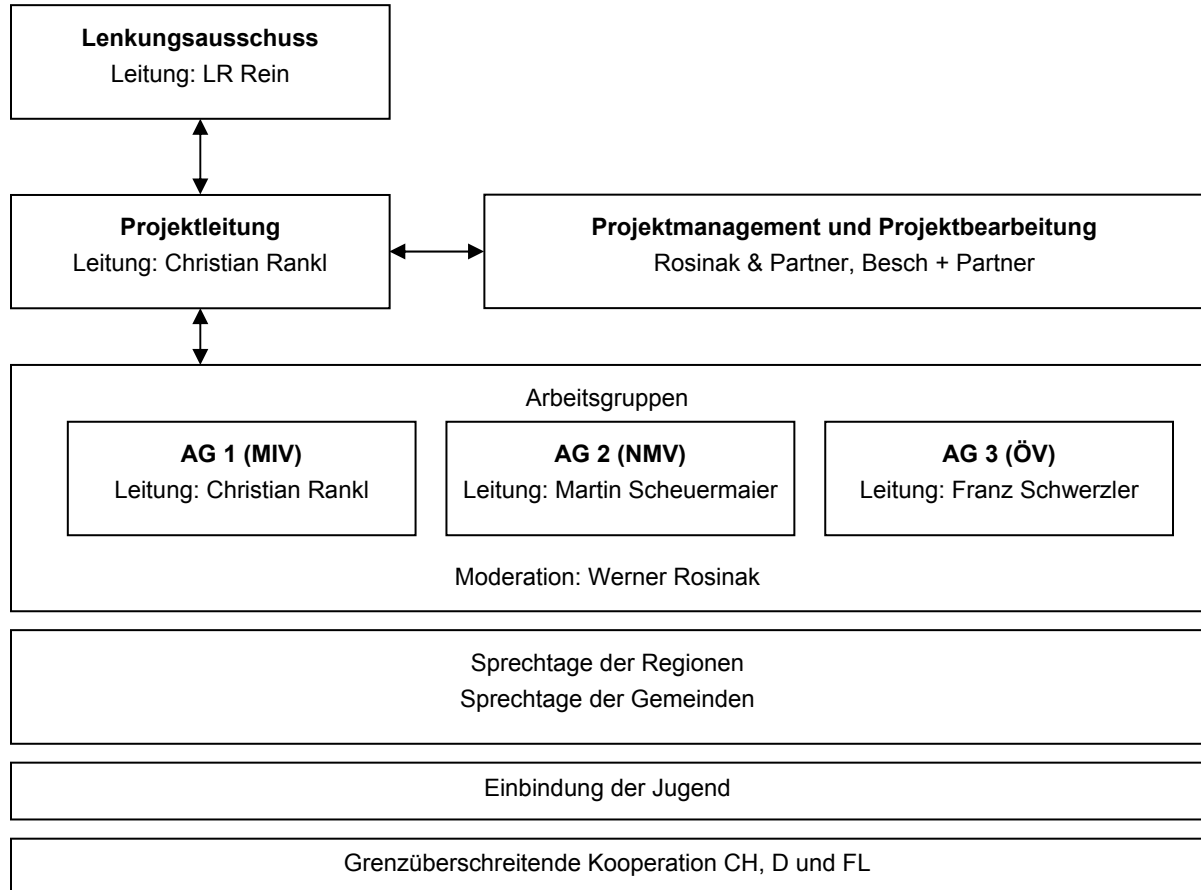 Lenkungsausschuss
Leitung: LR Rein
Projektleitung
Leitung: Christian Rankl
Projektmanagement und Projektbearbeitung
Rosinak & Partner, Besch + Partner
Arbeitsgruppen
AG 1 (MIV)
Leitung: Christian Rankl
AG 2 (NMV)
Leitung: Martin Scheuermaier
AG 3 (ÖV)
Leitung: Franz Schwerzler
Moderation: Werner Rosinak
Sprechtage der Regionen
Sprechtage der Gemeinden
Einbindung der Jugend
Grenzüberschreitende Kooperation CH, D und FL